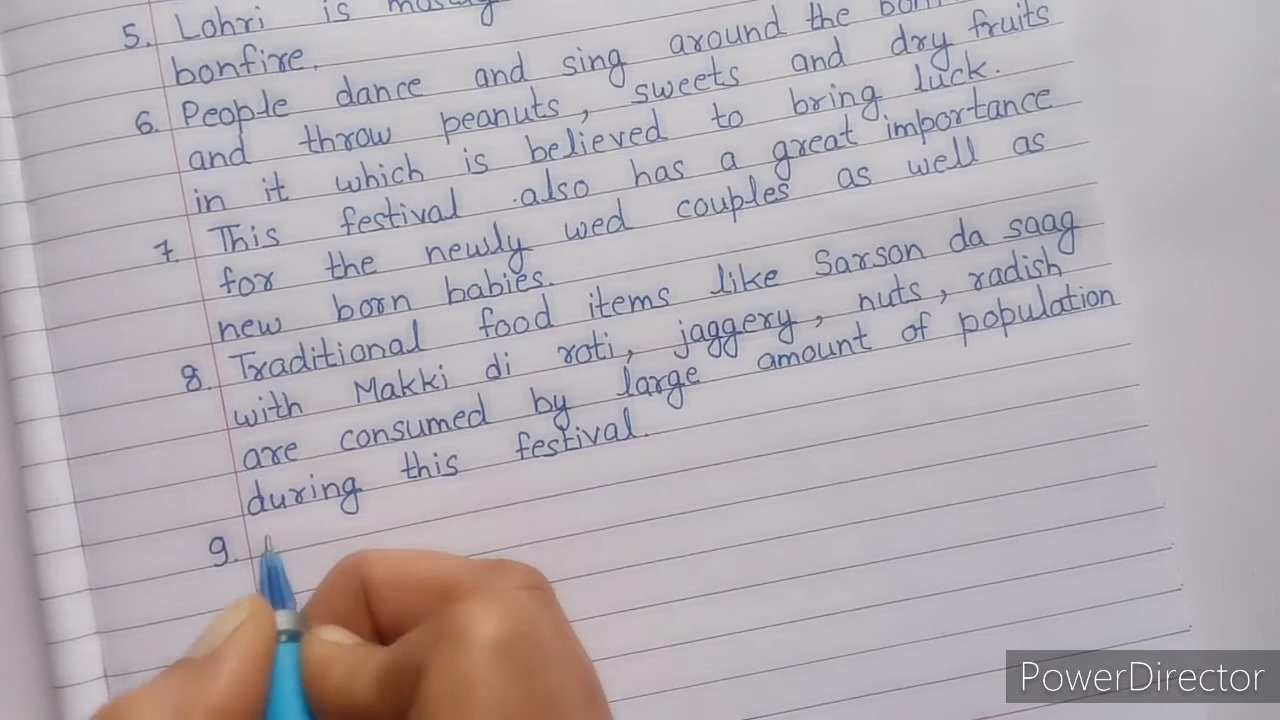 5. Lohri is
bonfire.
6. People dance and sing around the
and throw peanuts, sweets and dry fruits
in it which is believed to bring luck.
7. This festival also has a great importance
for the newly wed couples as well as
new born babies.
8. Traditional food items like Sarson da saag
with Makki di roti, jaggery, nuts, radish
are consumed by large amount of population
during this festival.
9.
PowerDirector